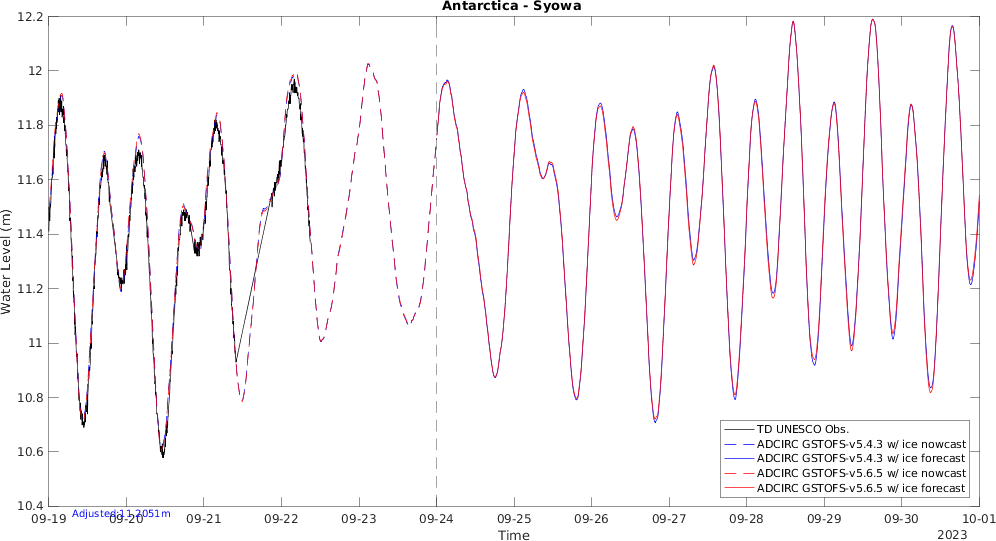 Antarctica - Syowa
Water Level (m)
12.2
12
11.8
11.6
11.4
11.2
11
10.8
10.6
10.4
TD UNESCO Obs.
ADCIRC GSTOFS-v5.4.3 w/ ice nowcast
ADCIRC GSTOFS-v5.4.3 w/ ice forecast
ADCIRC GSTOFS-v5.6.5 w/ ice nowcast
ADCIRC GSTOFS-v5.6.5 w/ ice forecast
Adjusted:11.2051m
09-19 09-20 09-21 09-22 09-23 09-24 09-25 09-26 09-27 09-28 09-29 09-30 10-01
Time
2023